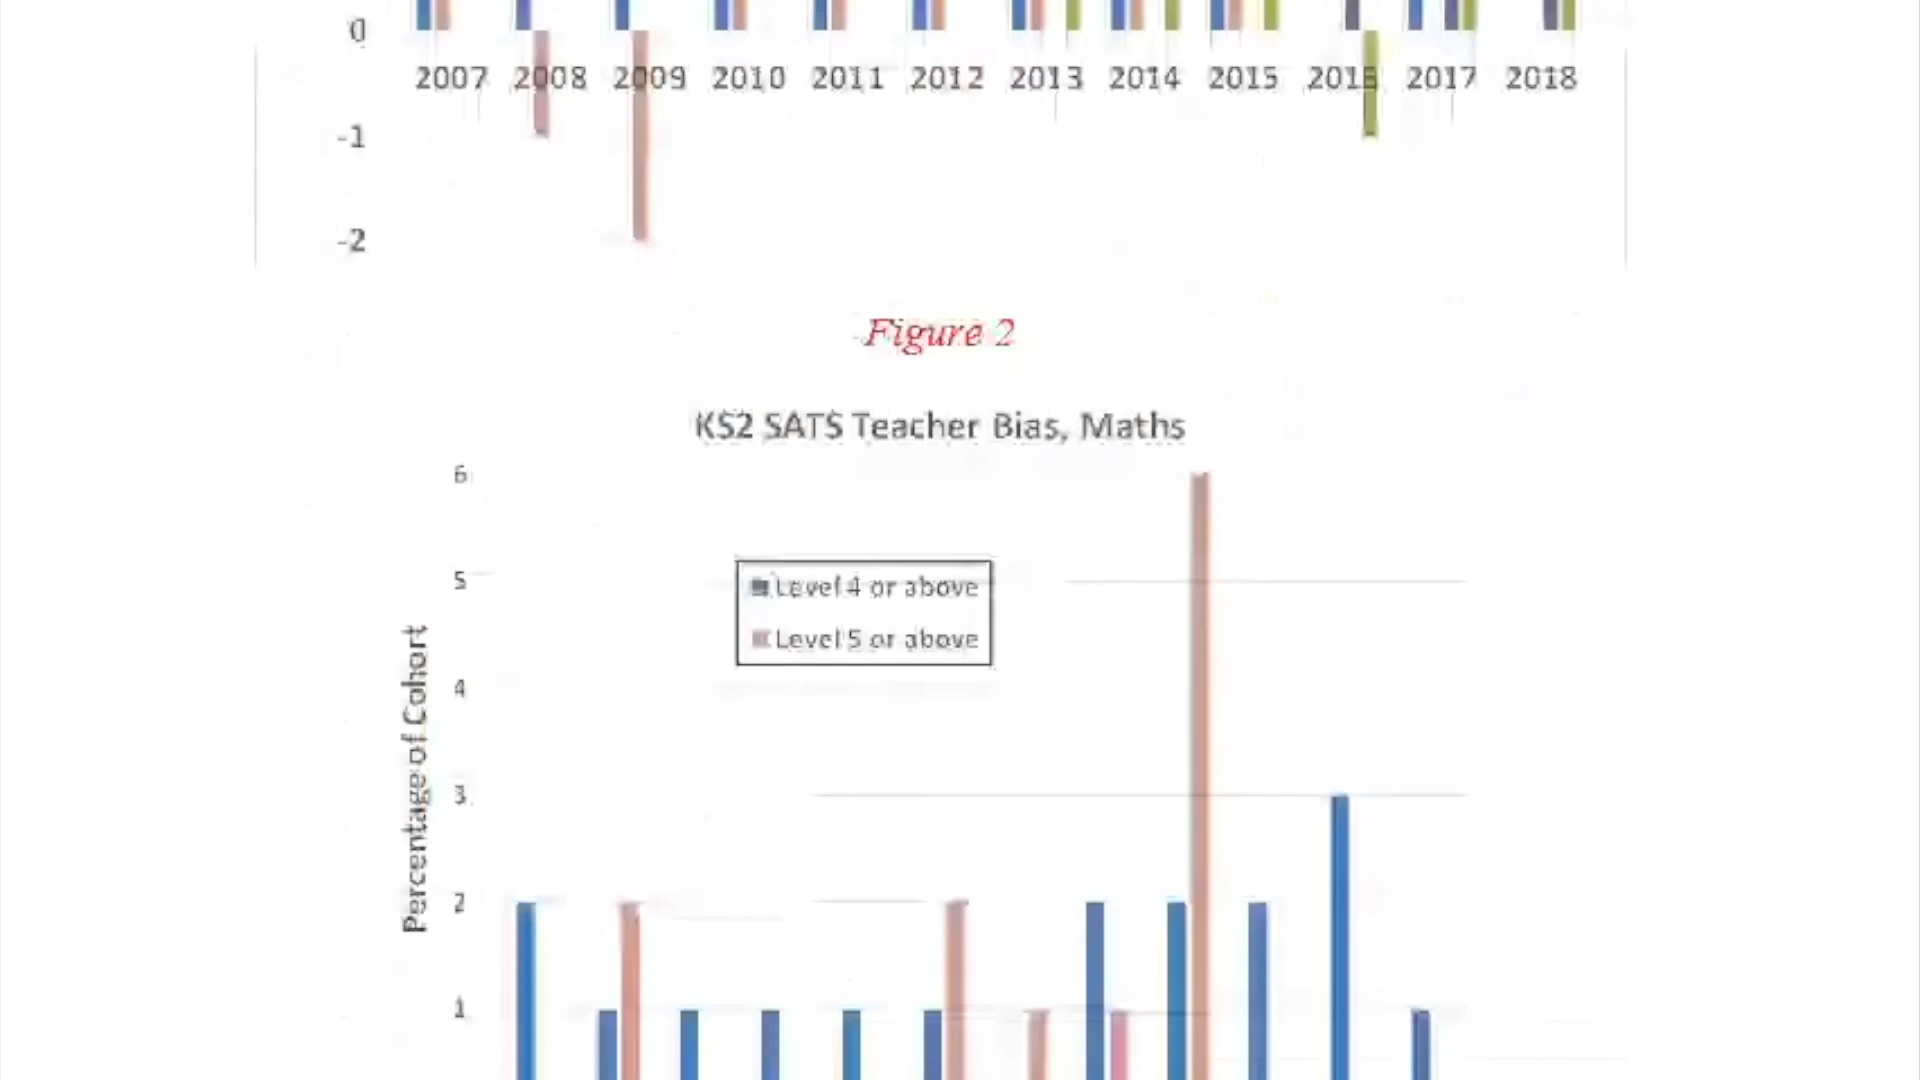 0
2007 2008 2009 2010 2011 2012 2013 2014 2015 2016 2017 2018
-1
-2
Figure 2
KS2 SATS Teacher Bias, Maths
6
5
Level 4 or above
Level 5 or above
4
Percentage of Cohort
3
2
1